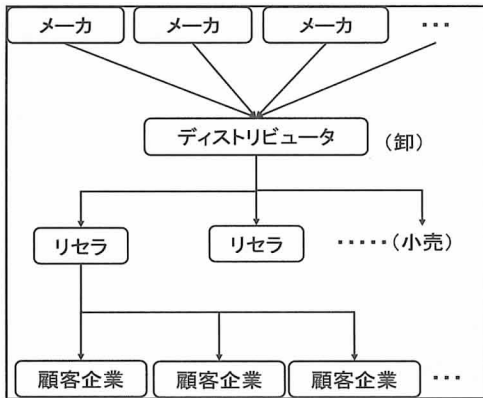 メーカ メーカ メーカ ・・・
ディストリビュータ (卸)
リセラ リセラ ・・・・・(小売)
顧客企業 顧客企業 顧客企業 ・・・